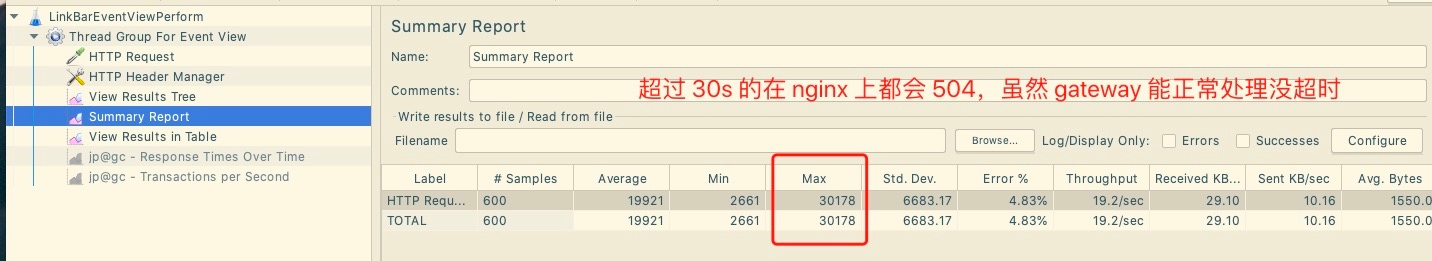 LinkBarEventViewPerform
Thread Group For Event View
HTTP Request
HTTP Header Manager
View Results Tree
Summary Report
View Results in Table
jp@gc - Response Times Over Time
jp@gc - Transactions per Second
Summary Report
Name: Summary Report
Comments: 超过 30s 的在 nginx 上都会 504，虽然 gateway 能正常处理没超时
Write results to file / Read from file
Filename Browse... Log/Display Only: Errors Successes Configure
Label # Samples Average Min Max Std. Dev. Error % Throughput Received KB... Sent KB/sec Avg. Bytes
HTTP Requ... 600 19921 2661 30178 6683.17 4.83% 19.2/sec 29.10 10.16 1550.0
TOTAL 600 19921 2661 30178 6683.17 4.83% 19.2/sec 29.10 10.16 1550.0